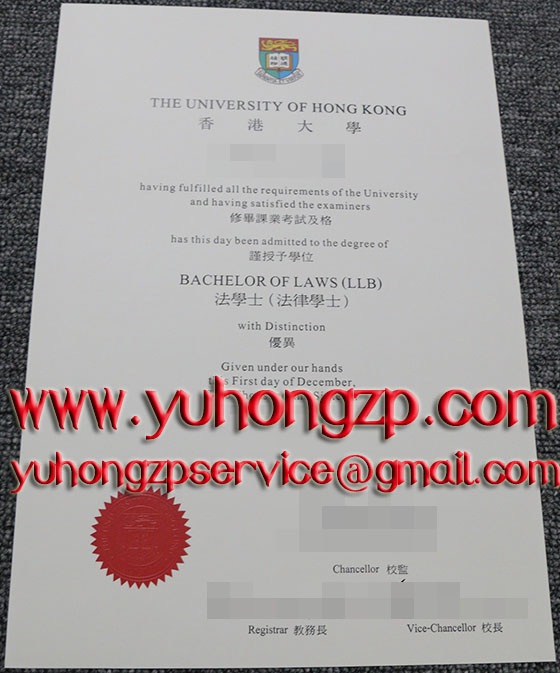 THE UNIVERSITY OF HONG KONG
香港大學
having fulfilled all the requirements of the University
and having satisfied the examiners
修畢課業考試及格
has this day been admitted to the degree of
謹授予學位
BACHELOR OF LAWS (LLB)
法學士 (法律學士)
with Distinction
優異
Given under our hands
this First day of December,
www.yuhongzp.com
yuhongzpservice@gmail.com
Chancellor 校監
Registrar 教務長
Vice-Chancellor 校長